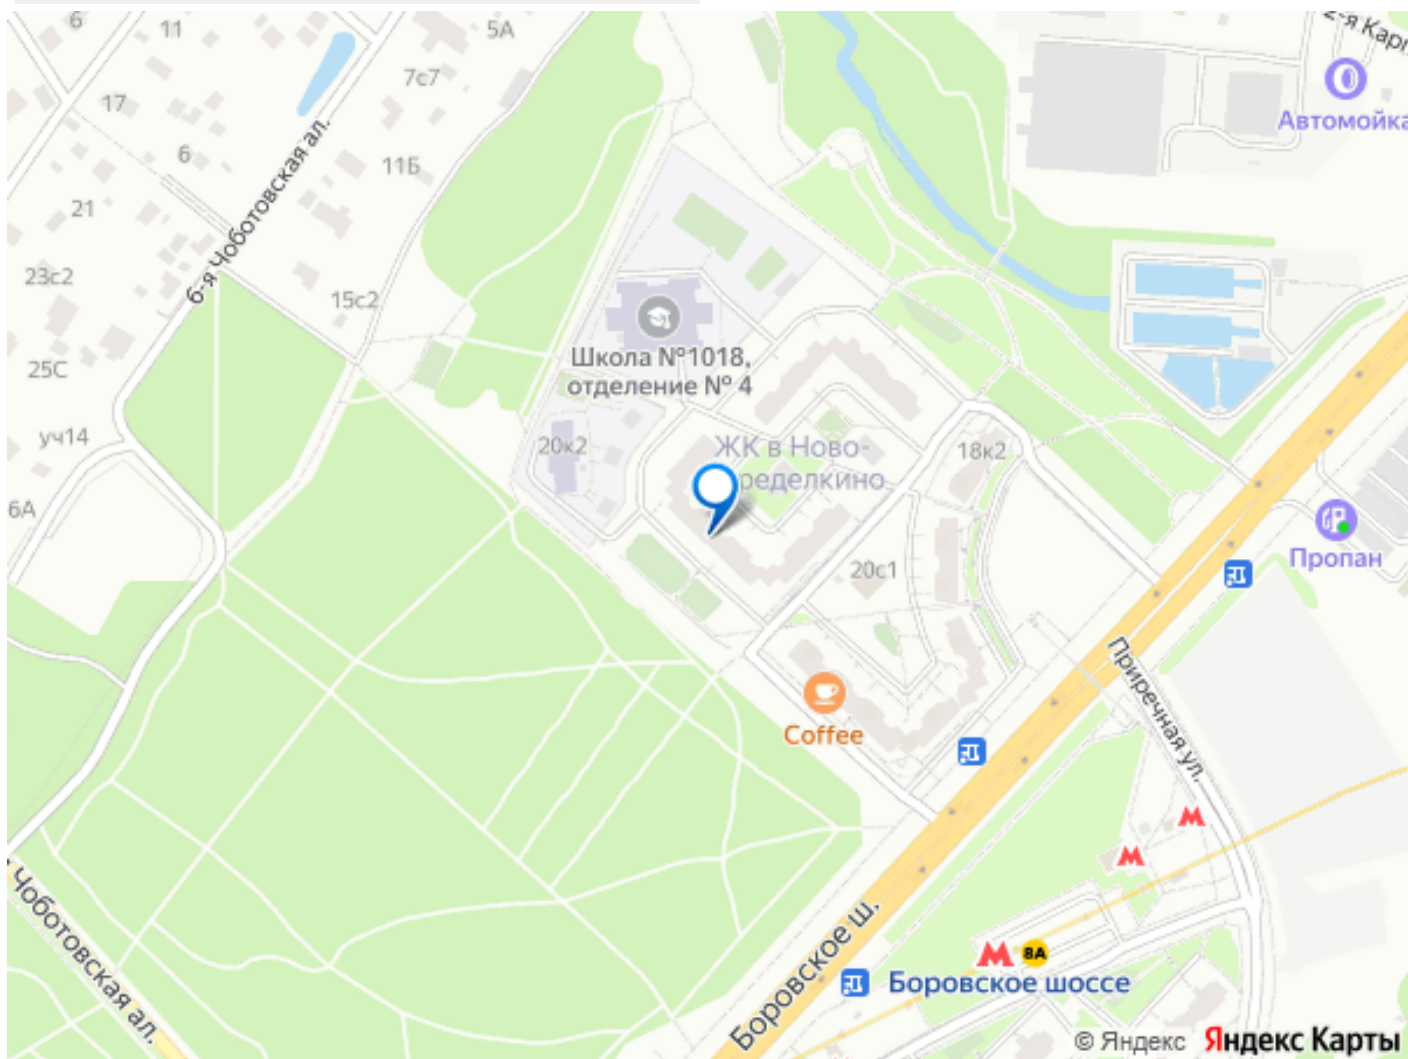 6
11
5А
2-я Карп
7с7
17
Автомойка
6
6-я Чоботовская ал.
11Б
21
23с2
15с2
Школа №1018,
отделение № 4
25С
уч14
20к2
ЖК в Ново-
ределкино
18к2
6А
Пропан
20с1
Приречная ул.
Coffee
Чоботовская ал.
Боровское ш.
8А
Боровское шоссе
© Яндекс Яндекс Карты